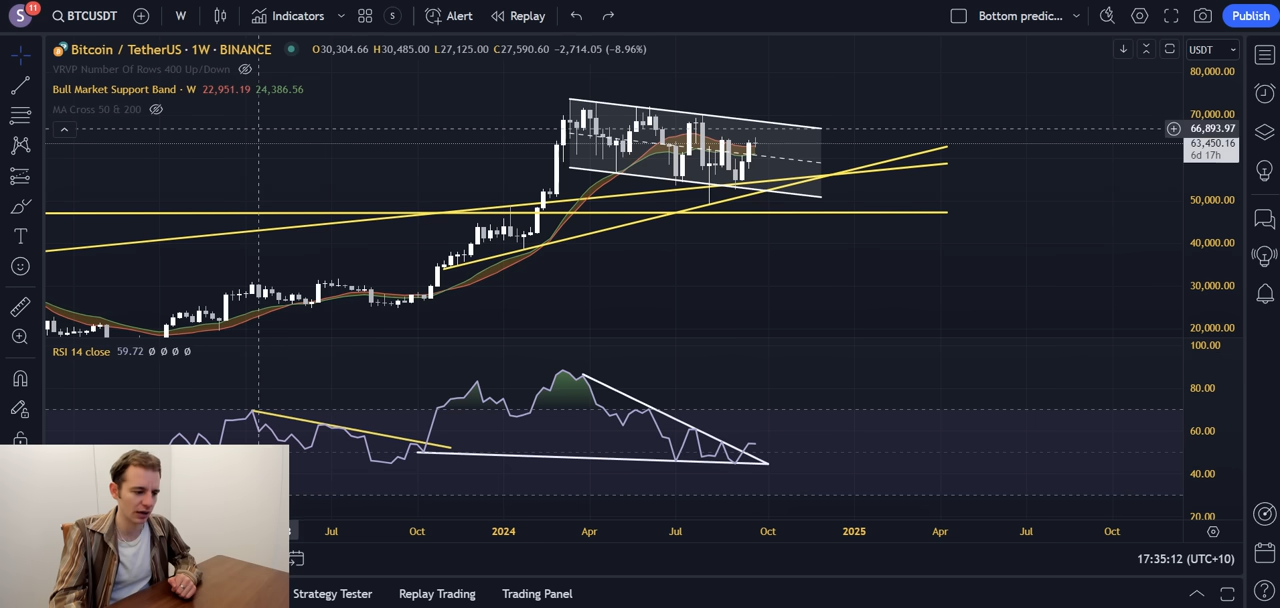 S 11 BTCUSDT W Indicators S Alert Replay Bottom predic... Publish
Bitcoin / TetherUS · 1W · BINANCE O30,304.66 H30,485.00 L27,125.00 C27,590.60 −2,714.05 (−8.96%) USDT
VRVP Number Of Rows 400 Up/Down
80,000.00
Bull Market Support Band · W 22,951.19 24,386.56
MA Cross 50 & 200
70,000.00
66,893.97
63,450.16
6d 17h
50,000.00
40,000.00
30,000.00
20,000.00
RSI 14 close 59.72 Ø Ø Ø Ø
100.00
80.00
60.00
40.00
20.00
Jul Oct 2024 Apr Jul Oct 2025 Apr Jul Oct
17:35:12 (UTC+10)
Strategy Tester Replay Trading Trading Panel